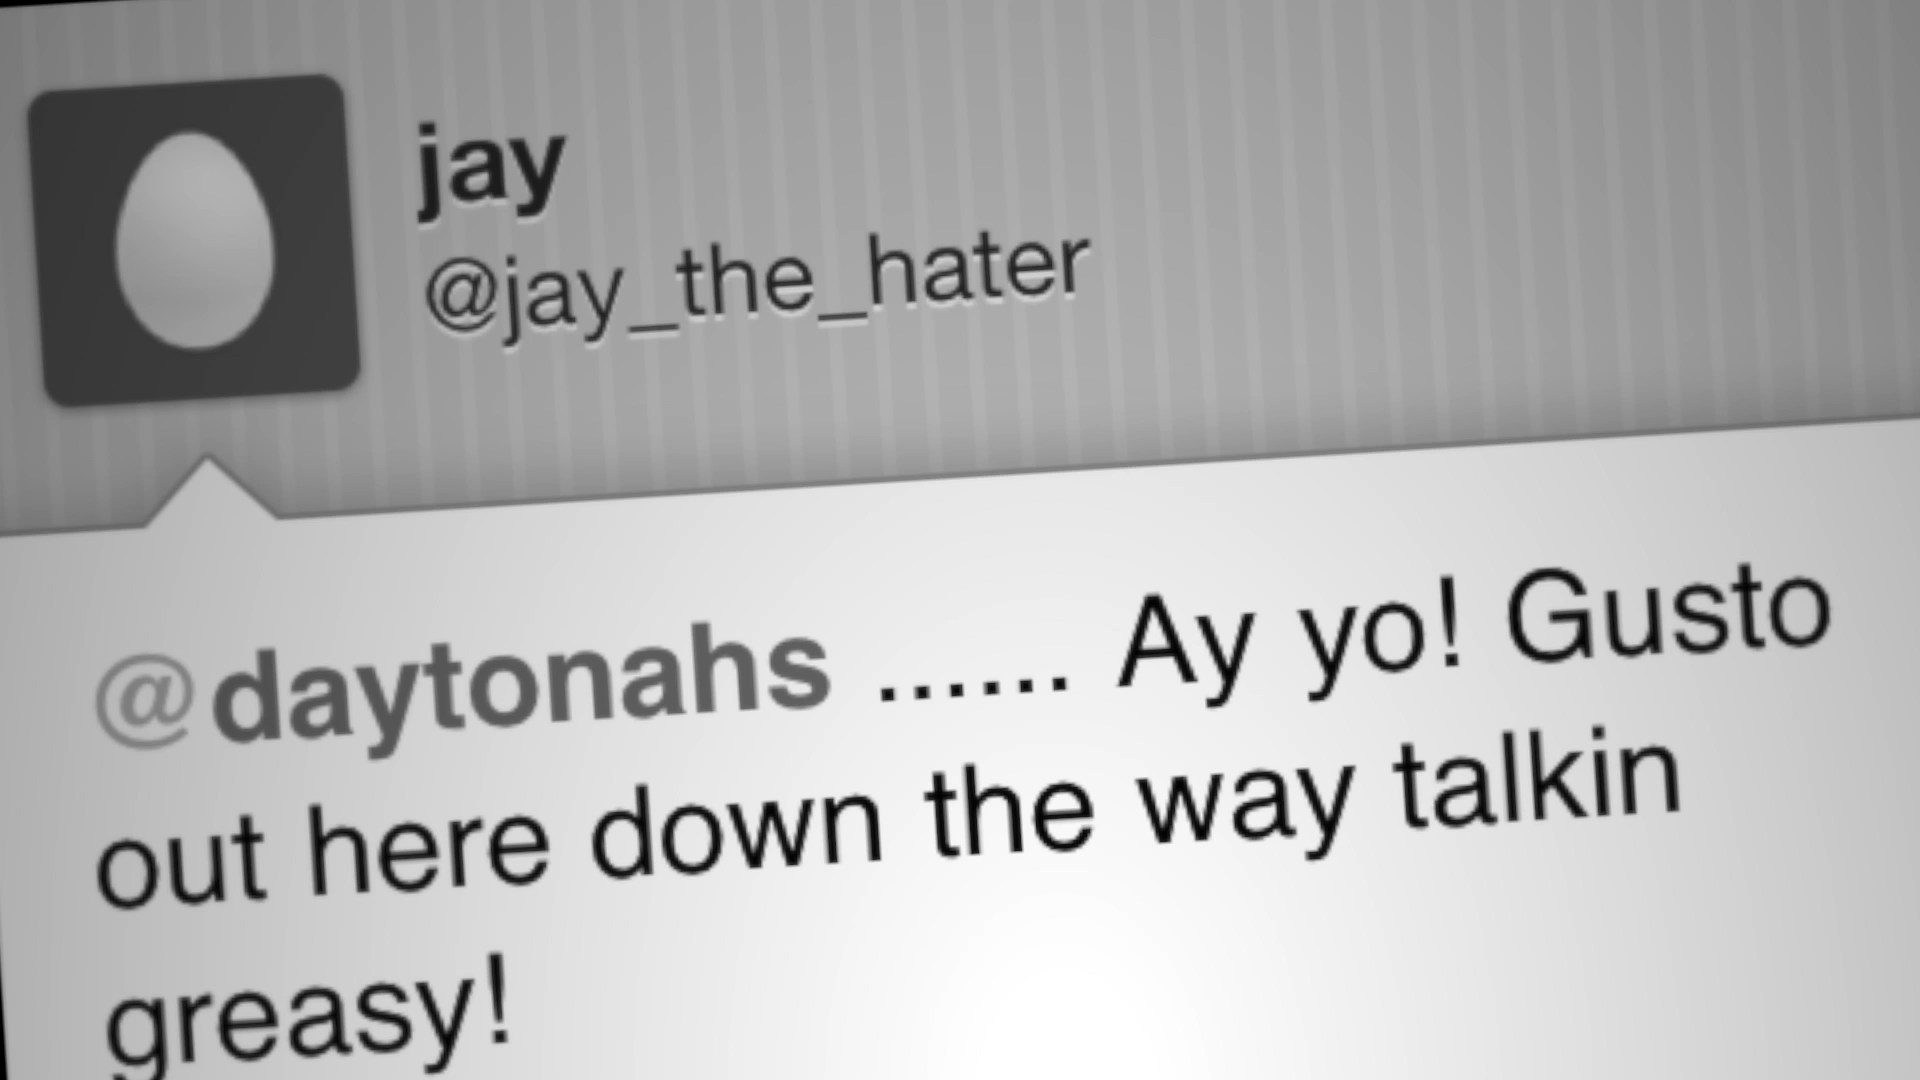 jay
@jay_the_hater
@daytonahs ...... Ay yo! Gusto
out here down the way talkin
greasy!